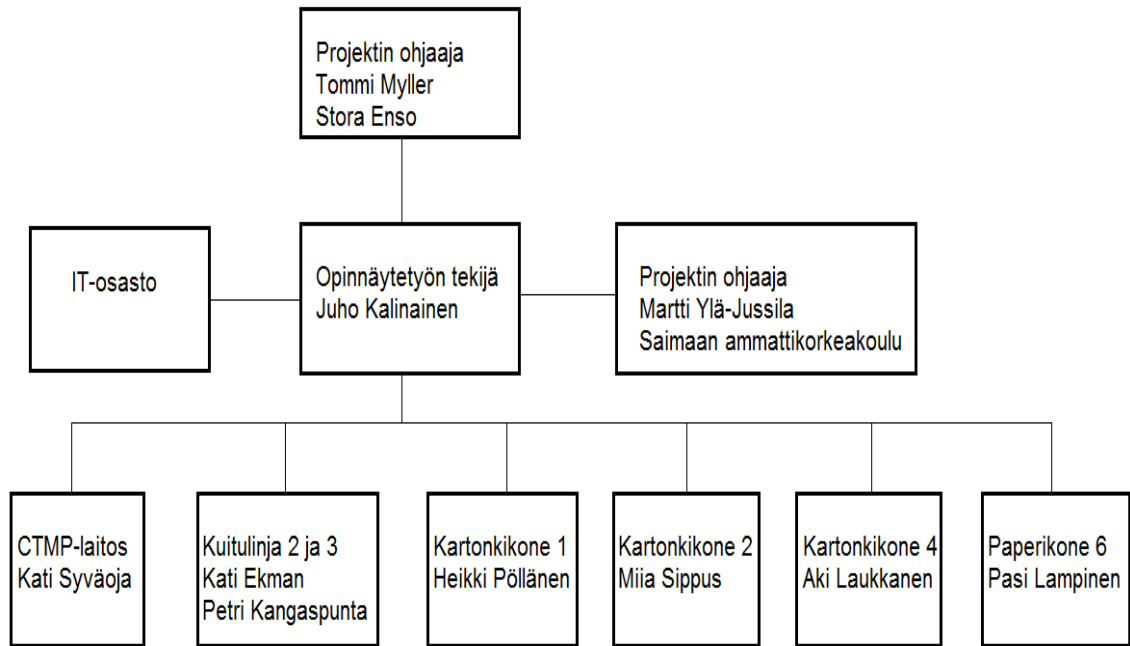 Projektin ohjaaja
Tommi Myller
Stora Enso
IT-osasto
Opinnäytetyön tekijä
Juho Kalinainen
Projektin ohjaaja
Martti Ylä-Jussila
Saimaan ammattikorkeakoulu
CTMP-laitos
Kati Syväoja
Kuitulinja 2 ja 3
Kati Ekman
Petri Kangaspunta
Kartonkikone 1
Heikki Pöllänen
Kartonkikone 2
Miia Sippus
Kartonkikone 4
Aki Laukkanen
Paperikone 6
Pasi Lampinen